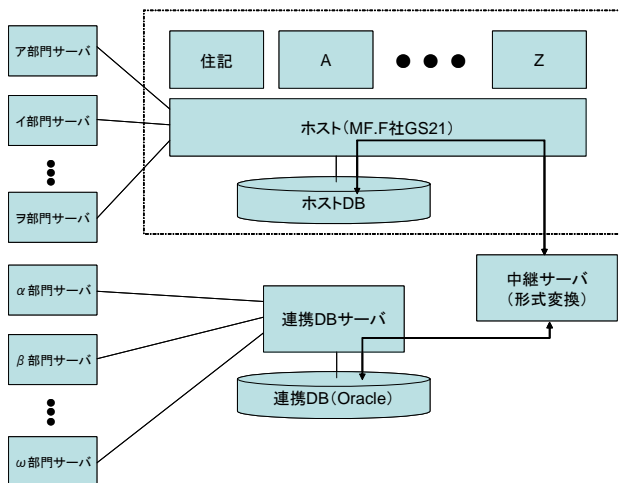 ア部門サーバ
住記
A
●●●
Z
イ部門サーバ
ホスト(MF.F社GS21)
ヲ部門サーバ
ホストDB
α部門サーバ
中継サーバ
(形式変換)
連携DBサーバ
β部門サーバ
連携DB(Oracle)
ω部門サーバ